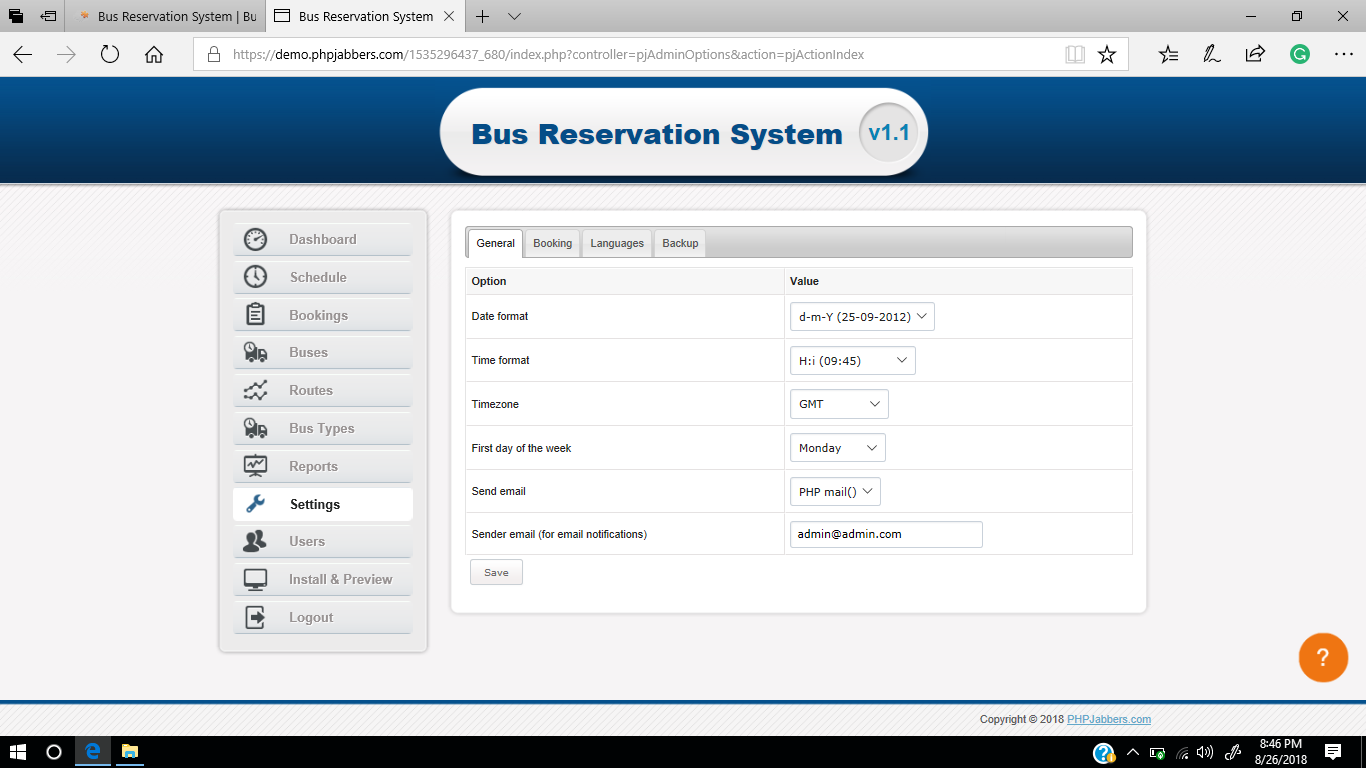 Bus Reservation System | Bu
Bus Reservation System
https://demo.phpjabbers.com/1535296437_680/index.php?controller=pjAdminOptions&action=pjActionIndex
Bus Reservation System v1.1
Dashboard
Schedule
Bookings
Buses
Routes
Bus Types
Reports
Settings
Users
Install & Preview
Logout
General Booking Languages Backup
Option Value
Date format d-m-Y (25-09-2012)
Time format H:i (09:45)
Timezone GMT
First day of the week Monday
Send email PHP mail()
Sender email (for email notifications) admin@admin.com
Save
?
Copyright © 2018 PHPJabbers.com
8:46 PM
8/26/2018